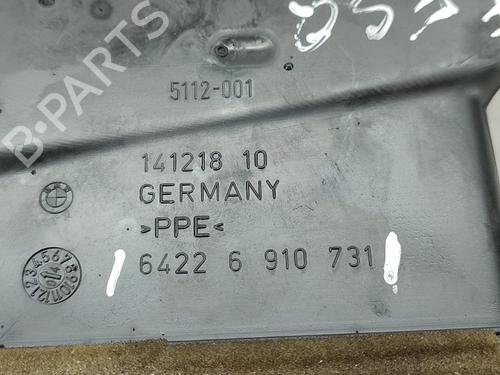 B-PARTS
5112-001
141218 10
GERMANY
>PPE<
6422 6 910 731